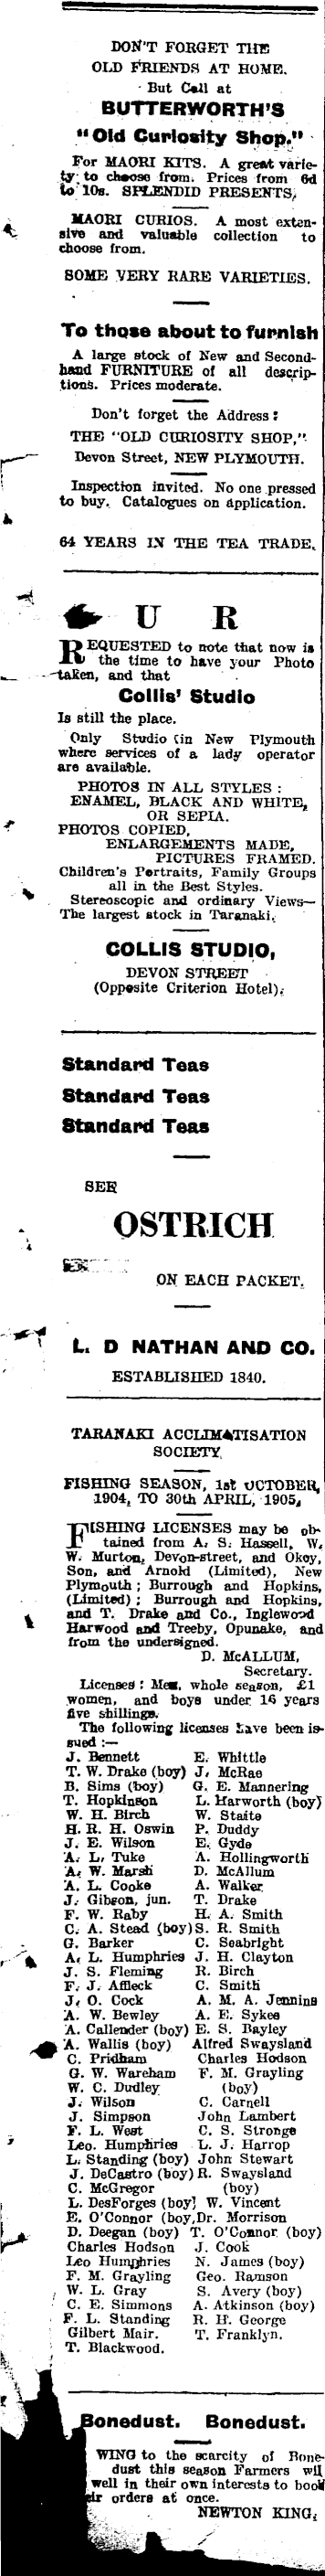 DON'T FORGET THE
OLD FRIENDS AT HOME.
But Call at
BUTTERWORTH'S
"Old Curiosity Shop."
For MAORI KITS. A great varie-
ty to choose from. Prices from 6d
to 10s. SPLENDID PRESENTS,
MAORI CURIOS. A most exten-
sive and valuable collection to
choose from.
SOME VERY RARE VARIETIES.
To those about to furnish
A large stock of New and Second-
hand FURNITURE of all descrip-
tions. Prices moderate.
Don't forget the Address:
THE "OLD CURIOSITY SHOP,"
Devon Street, NEW PLYMOUTH.
Inspection invited. No one pressed
to buy. Catalogues on Application.
64 YEARS IN THE TEA TRADE.
U R
REQUESTED to note that now is
the time to have your Photo
taken, and that
Collis' Studio
Is still the place.
Only Studio (in New Plymouth
where services of a lady operator
are available.
PHOTOS IN ALL STYLES:
ENAMEL, BLACK AND WHITE,
OR SEPIA.
PHOTOS COPIED,
ENLARGEMENTS MADE,
PICTURES FRAMED.
Children's Portraits, Family Groups
all in the Best Styles.
Stereoscopic and ordinary Views—
The largest stock in Taranaki.
COLLIS STUDIO,
DEVON STREET
(Opposite Criterion Hotel).
Standard Teas
Standard Teas
Standard Teas
SEE
OSTRICH
ON EACH PACKET.
L. D NATHAN AND CO.
ESTABLISHED 1840.
TARANAKI ACCLIMATISATION
SOCIETY.
FISHING SEASON, 1st OCTOBER,
1904, TO 30th APRIL, 1905.
FISHING LICENSES may be ob-
tained from A. S. Hassell, W.
W. Murton, Devon-street, and Okey,
Son, and Arnold (Limited), New
Plymouth; Burrough and Hopkins,
(Limited); Burrough and Hopkins,
and T. Drake and Co., Inglewood
Harwood and Treeby, Opunake, and
from the undersigned.
D. McALLUM,
Secretary.
Licenses: Men, whole season, £1
women, and boys under 16 years
five shillings.
The following licenses have been is-
sued:—
J. Bennett E. Whittle
T. W. Drake (boy) J. McRae
B. Sims (boy) G. E. Mannering
T. Hopkinson L. Harworth (boy)
W. H. Birch W. Staite
H. R. H. Oswin P. Duddy
J. E. Wilson E. Gyde
A. L. Tuke A. Hollingworth
A. W. Marsh D. McAllum
A. L. Cooke A. Walker
J. Gibson, jun. T. Drake
F. W. Raby H. A. Smith
C. A. Stead (boy) S. R. Smith
G. Barker C. Seabright
A. L. Humphries J. H. Clayton
J. S. Fleming R. Birch
F. J. Affleck C. Smith
J. O. Cock A. M. A. Jennins
A. W. Bewley A. E. Sykes
A. Callender (boy) E. S. Bayley
A. Wallis (boy) Alfred Swaysland
C. Pridham Charles Hodson
G. W. Wareham F. M. Grayling
W. C. Dudley (boy)
J. Wilson C. Carnell
J. Simpson John Lambert
F. L. West C. S. Stronge
Leo. Humphries L. J. Harrop
L. Standing (boy) John Stewart
J. DeCastro (boy) R. Swaysland
C. McGregor (boy)
L. DesForges (boy) W. Vincent
E. O'Connor (boy, Dr. Morrison
D. Deegan (boy) T. O'Connor (boy)
Charles Hodson J. Cook
Leo Humphries N. James (boy)
F. M. Grayling Geo. Ramson
W. L. Gray S. Avery (boy)
C. E. Simmons A. Atkinson (boy)
F. L. Standing R. H. George
Gilbert Mair. T. Franklyn.
T. Blackwood.
Bonedust. Bonedust.
WING to the scarcity of Bone-
dust this season Farmers will
well in their own interests to book
orders at once.
NEWTON KING.